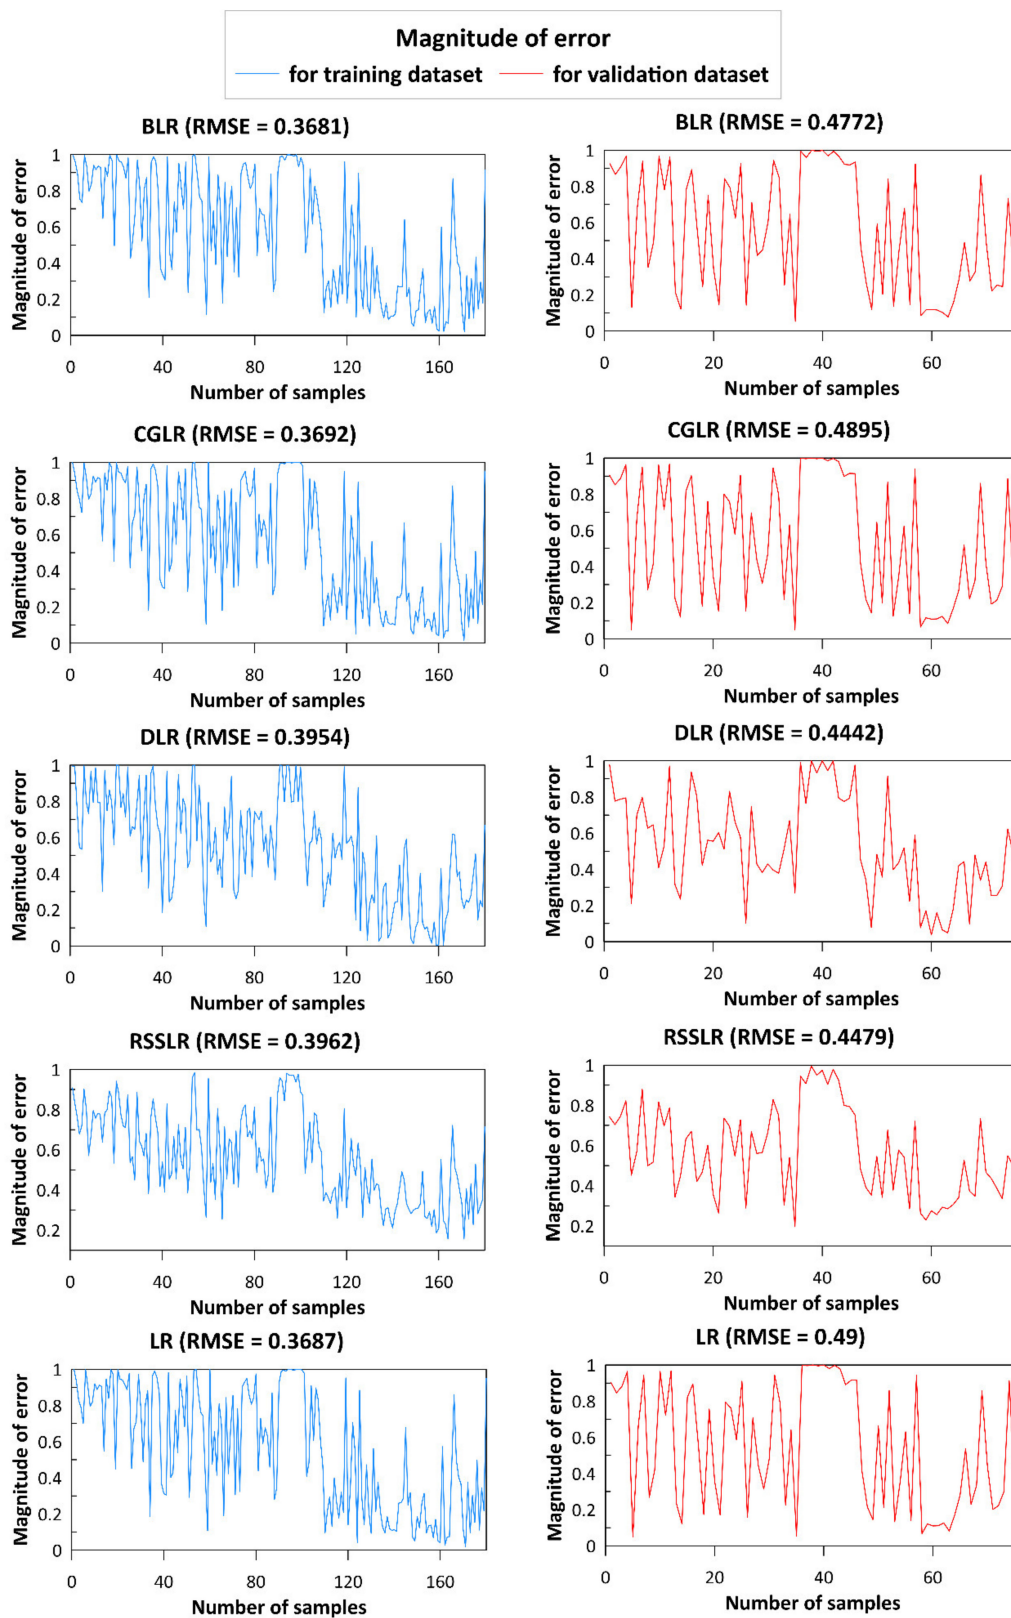 Magnitude of error
for training dataset for validation dataset
BLR (RMSE = 0.3681)
Magnitude of error
1
0.8
0.6
0.4
0.2
0
0 40 80 120 160
Number of samples
BLR (RMSE = 0.4772)
Magnitude of error
1
0.8
0.6
0.4
0.2
0
0 20 40 60
Number of samples
CGLR (RMSE = 0.3692)
Magnitude of error
1
0.8
0.6
0.4
0.2
0
0 40 80 120 160
Number of samples
CGLR (RMSE = 0.4895)
Magnitude of error
1
0.8
0.6
0.4
0.2
0
0 20 40 60
Number of samples
DLR (RMSE = 0.3954)
Magnitude of error
1
0.8
0.6
0.4
0.2
0
0 40 80 120 160
Number of samples
DLR (RMSE = 0.4442)
Magnitude of error
1
0.8
0.6
0.4
0.2
0
0 20 40 60
Number of samples
RSSLR (RMSE = 0.3962)
Magnitude of error
1
0.8
0.6
0.4
0.2
0 40 80 120 160
Number of samples
RSSLR (RMSE = 0.4479)
Magnitude of error
1
0.8
0.6
0.4
0.2
0 20 40 60
Number of samples
LR (RMSE = 0.3687)
Magnitude of error
1
0.8
0.6
0.4
0.2
0
0 40 80 120 160
Number of samples
LR (RMSE = 0.49)
Magnitude of error
1
0.8
0.6
0.4
0.2
0
0 20 40 60
Number of samples